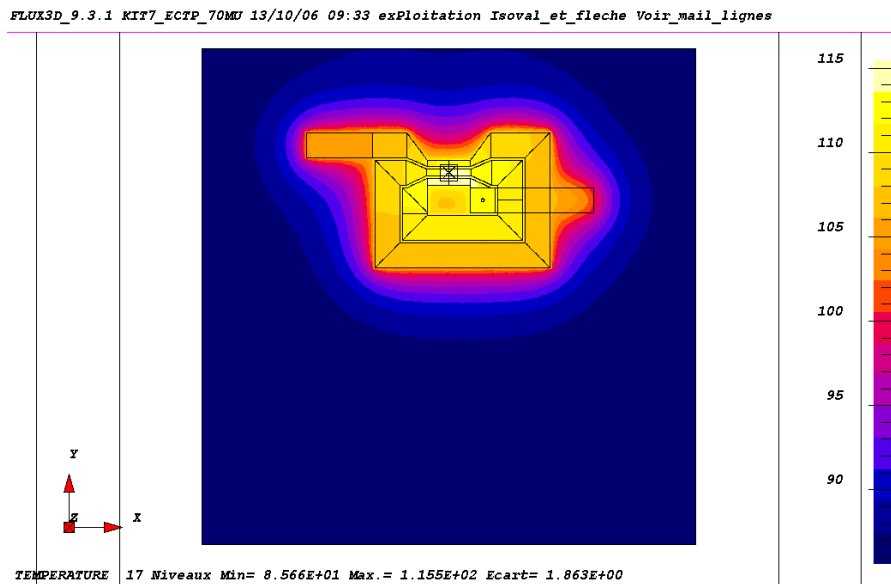 FLUX3D_9.3.1 KIT7_ECTP_70MU 13/10/06 09:33 exPloitation Isoval_et_fleche Voir_mail_lignes
115
110
105
100
95
90
Y
Z
X
TEMPERATURE 17 Niveaux Min= 8.566E+01 Max.= 1.155E+02 Ecart= 1.863E+00